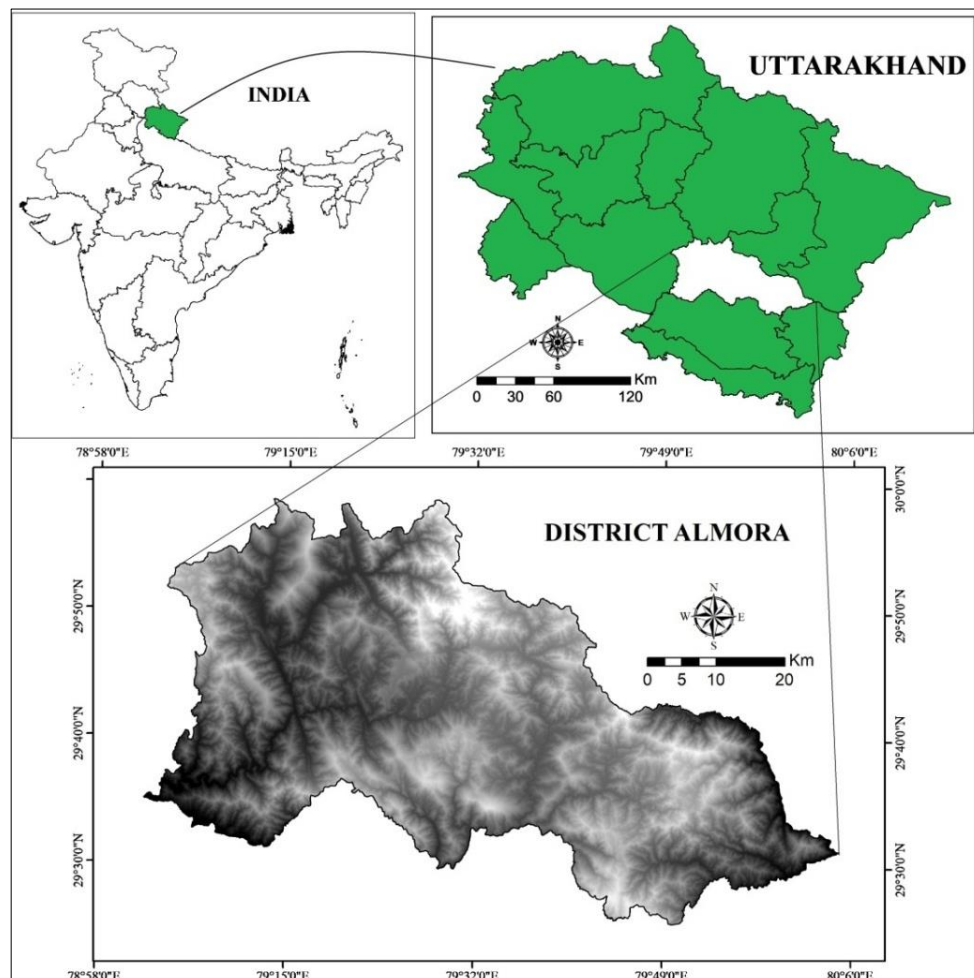 INDIA
UTTARAKHAND
N
W E
S
Km
0 30 60 120
78°58'0"E 79°15'0"E 79°32'0"E 79°49'0"E 80°6'0"E
DISTRICT ALMORA
N
W E
S
Km
0 5 10 20
30°0'0"N
29°50'0"N
29°50'0"N
29°40'0"N
29°40'0"N
29°30'0"N
29°30'0"N
78°58'0"E 79°15'0"E 79°32'0"E 79°49'0"E 80°6'0"E